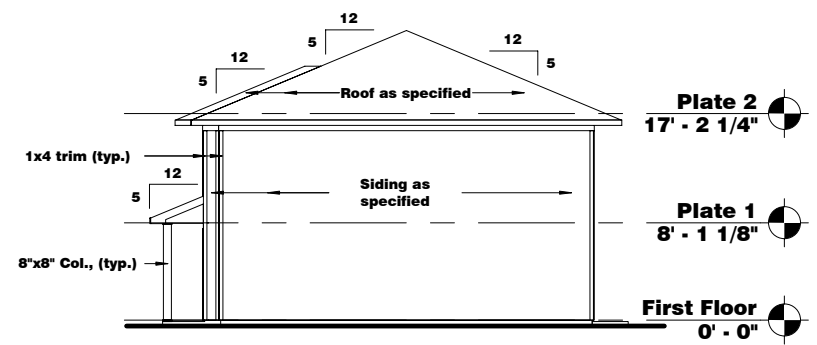 12
5
12
5
12
5
Roof as specified
Plate 2
17' - 2 1/4"
1x4 trim (typ.)
12
5
Siding as
specified
Plate 1
8' - 1 1/8"
8"x8" Col., (typ.)
First Floor
0' - 0"